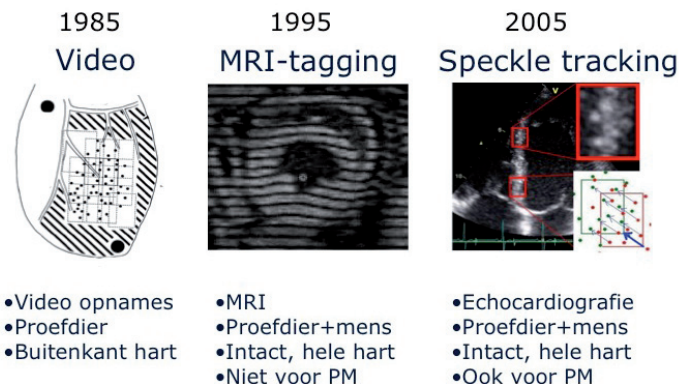 1985
Video
•Video opnames
•Proefdier
•Buitenkant hart
1995
MRI-tagging
•MRI
•Proefdier+mens
•Intact, hele hart
•Niet voor PM
2005
Speckle tracking
V
•Echocardiografie
•Proefdier+mens
•Intact, hele hart
•Ook voor PM